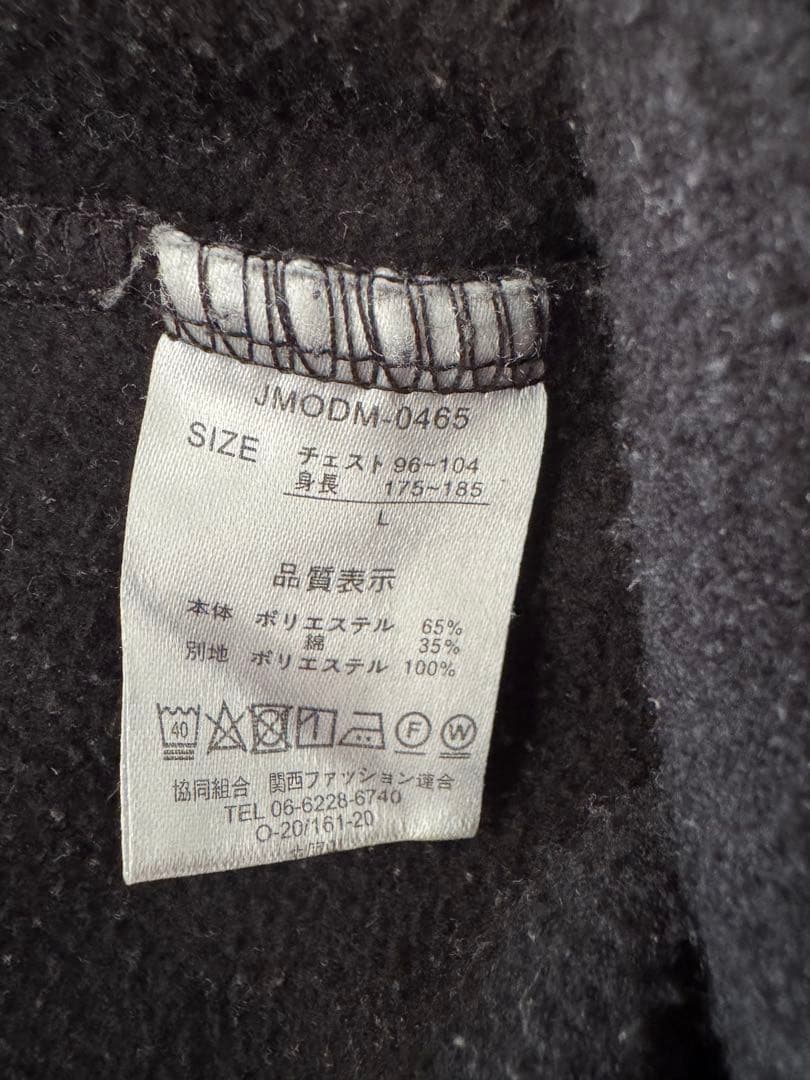 JMODM-0465
SIZE チェスト 96~104
身長 175~185
L
品質表示
本体 ポリエステル 65%
綿 35%
別地 ポリエステル 100%
40 F W
協同組合 関西ファッション連合
TEL 06-6228-6740
O-20/161-20